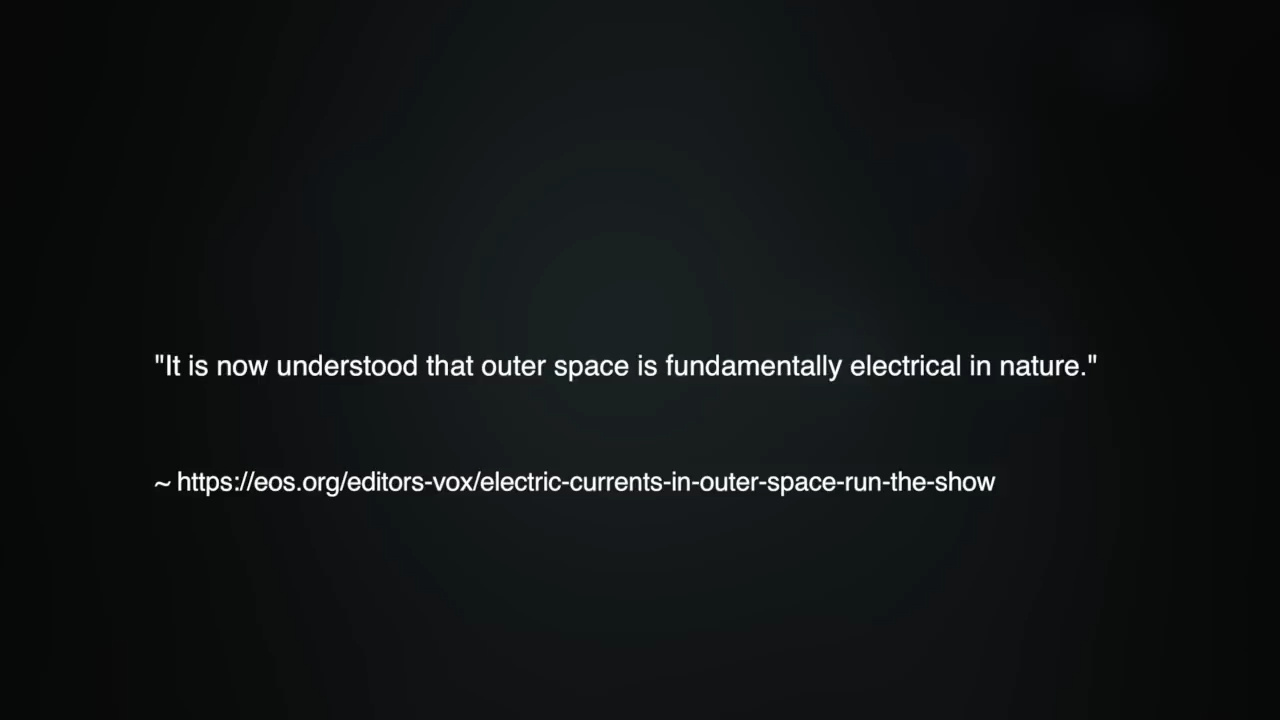 "It is now understood that outer space is fundamentally electrical in nature."
~ https://eos.org/editors-vox/electric-currents-in-outer-space-run-the-show